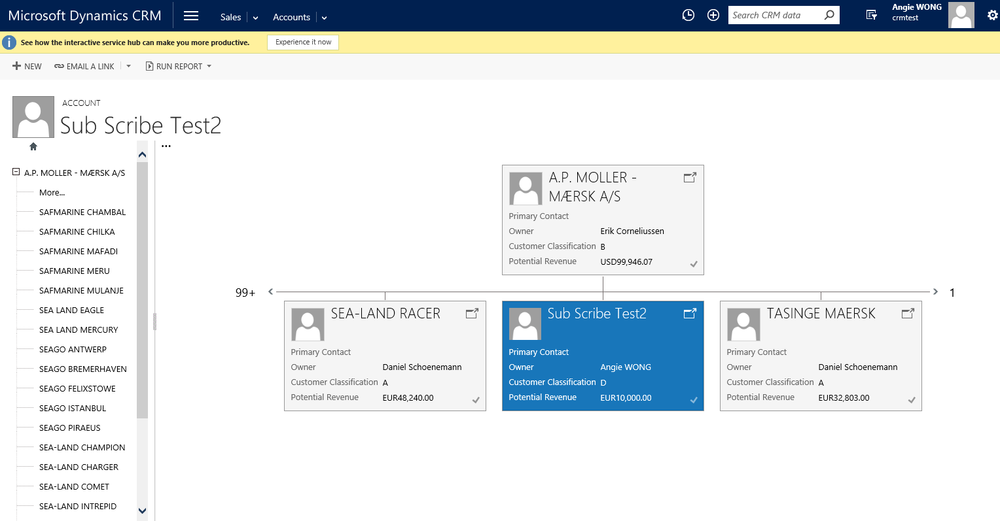 Microsoft Dynamics CRM
Sales
Accounts
Search CRM data
Angie WONG
crmtest
See how the interactive service hub can make you more productive.
Experience it now
NEW
EMAIL A LINK
RUN REPORT
ACCOUNT
Sub Scribe Test2
...
A.P. MOLLER - MÆRSK A/S
More...
SAFMARINE CHAMBAL
SAFMARINE CHILKA
SAFMARINE MAFADI
SAFMARINE MERU
SAFMARINE MULANJE
SEA LAND EAGLE
SEA LAND MERCURY
SEAGO ANTWERP
SEAGO BREMERHAVEN
SEAGO FELIXSTOWE
SEAGO ISTANBUL
SEAGO PIRAEUS
SEA-LAND CHAMPION
SEA-LAND CHARGER
SEA-LAND COMET
SEA-LAND INTREPID
A.P. MOLLER -
MÆRSK A/S
Primary Contact
Owner Erik Corneliussen
Customer Classification B
Potential Revenue USD99,946.07
99+
1
SEA-LAND RACER
Primary Contact
Owner Daniel Schoenemann
Customer Classification A
Potential Revenue EUR48,240.00
Sub Scribe Test2
Primary Contact
Owner Angie WONG
Customer Classification D
Potential Revenue EUR10,000.00
TASINGE MAERSK
Primary Contact
Owner Daniel Schoenemann
Customer Classification A
Potential Revenue EUR32,803.00